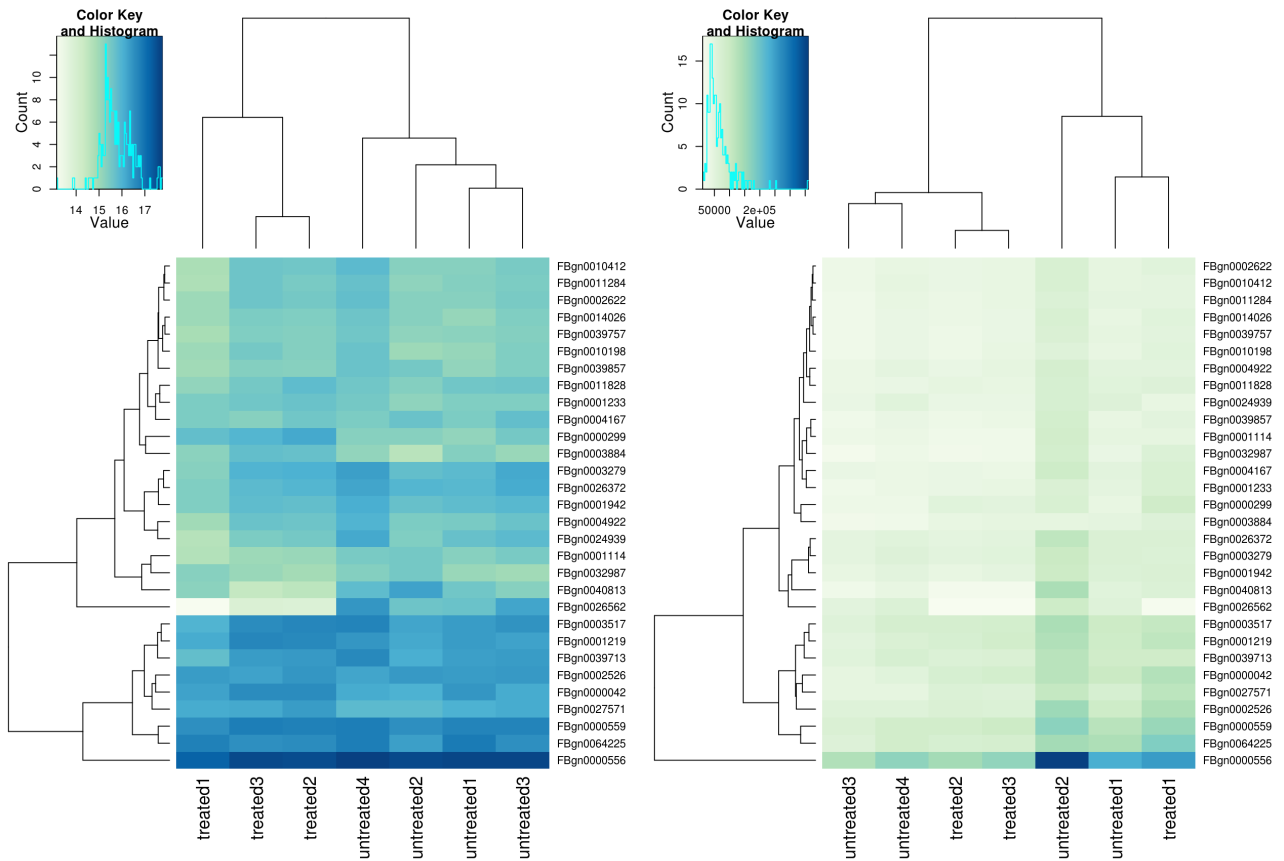 Color Key
and Histogram
Count
0 2 4 6 8 10
14 15 16 17
Value
FBgn0010412
FBgn0011284
FBgn0002622
FBgn0014026
FBgn0039757
FBgn0010198
FBgn0039857
FBgn0011828
FBgn0001233
FBgn0004167
FBgn0000299
FBgn0003884
FBgn0003279
FBgn0026372
FBgn0001942
FBgn0004922
FBgn0024939
FBgn0001114
FBgn0032987
FBgn0040813
FBgn0026562
FBgn0003517
FBgn0001219
FBgn0039713
FBgn0002526
FBgn0000042
FBgn0027571
FBgn0000559
FBgn0064225
FBgn0000556
treated1
treated3
treated2
untreated4
untreated2
untreated1
untreated3
Color Key
and Histogram
Count
0 5 10 15
50000 2e+05
Value
FBgn0002622
FBgn0010412
FBgn0011284
FBgn0014026
FBgn0039757
FBgn0010198
FBgn0004922
FBgn0011828
FBgn0024939
FBgn0039857
FBgn0001114
FBgn0032987
FBgn0004167
FBgn0001233
FBgn0000299
FBgn0003884
FBgn0026372
FBgn0003279
FBgn0001942
FBgn0040813
FBgn0026562
FBgn0003517
FBgn0001219
FBgn0039713
FBgn0000042
FBgn0027571
FBgn0002526
FBgn0000559
FBgn0064225
FBgn0000556
untreated3
untreated4
treated2
treated3
untreated2
untreated1
treated1